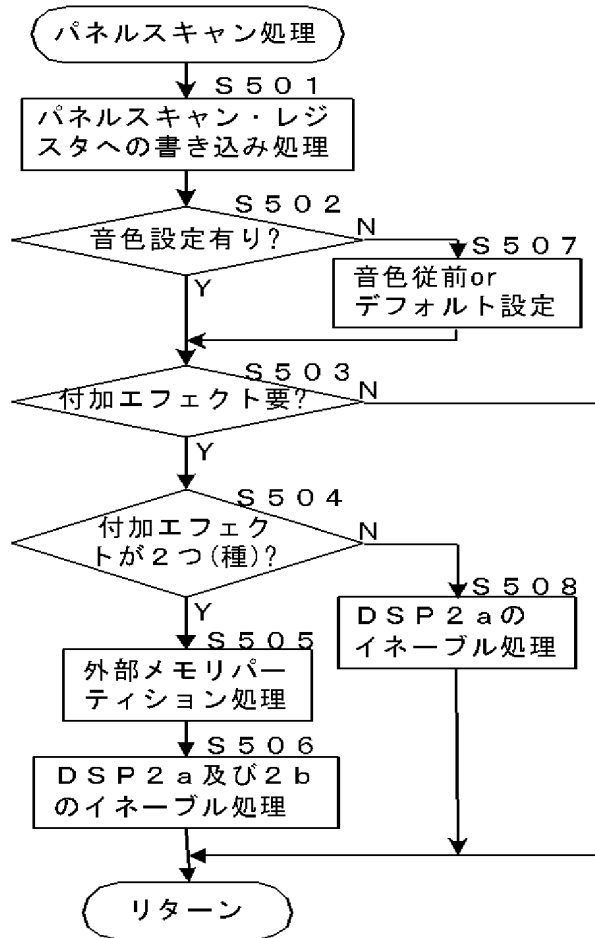 パネルスキャン処理
S501
パネルスキャン・レジ
スタへの書き込み処理
S502
音色設定有り?
N
Y
S507
音色従前or
デフォルト設定
S503
付加エフェクト要?
N
Y
S504
付加エフェク
トが2つ(種)?
N
Y
S508
DSP2aの
イネーブル処理
S505
外部メモリパー
ティション処理
S506
DSP2a及び2b
のイネーブル処理
リターン